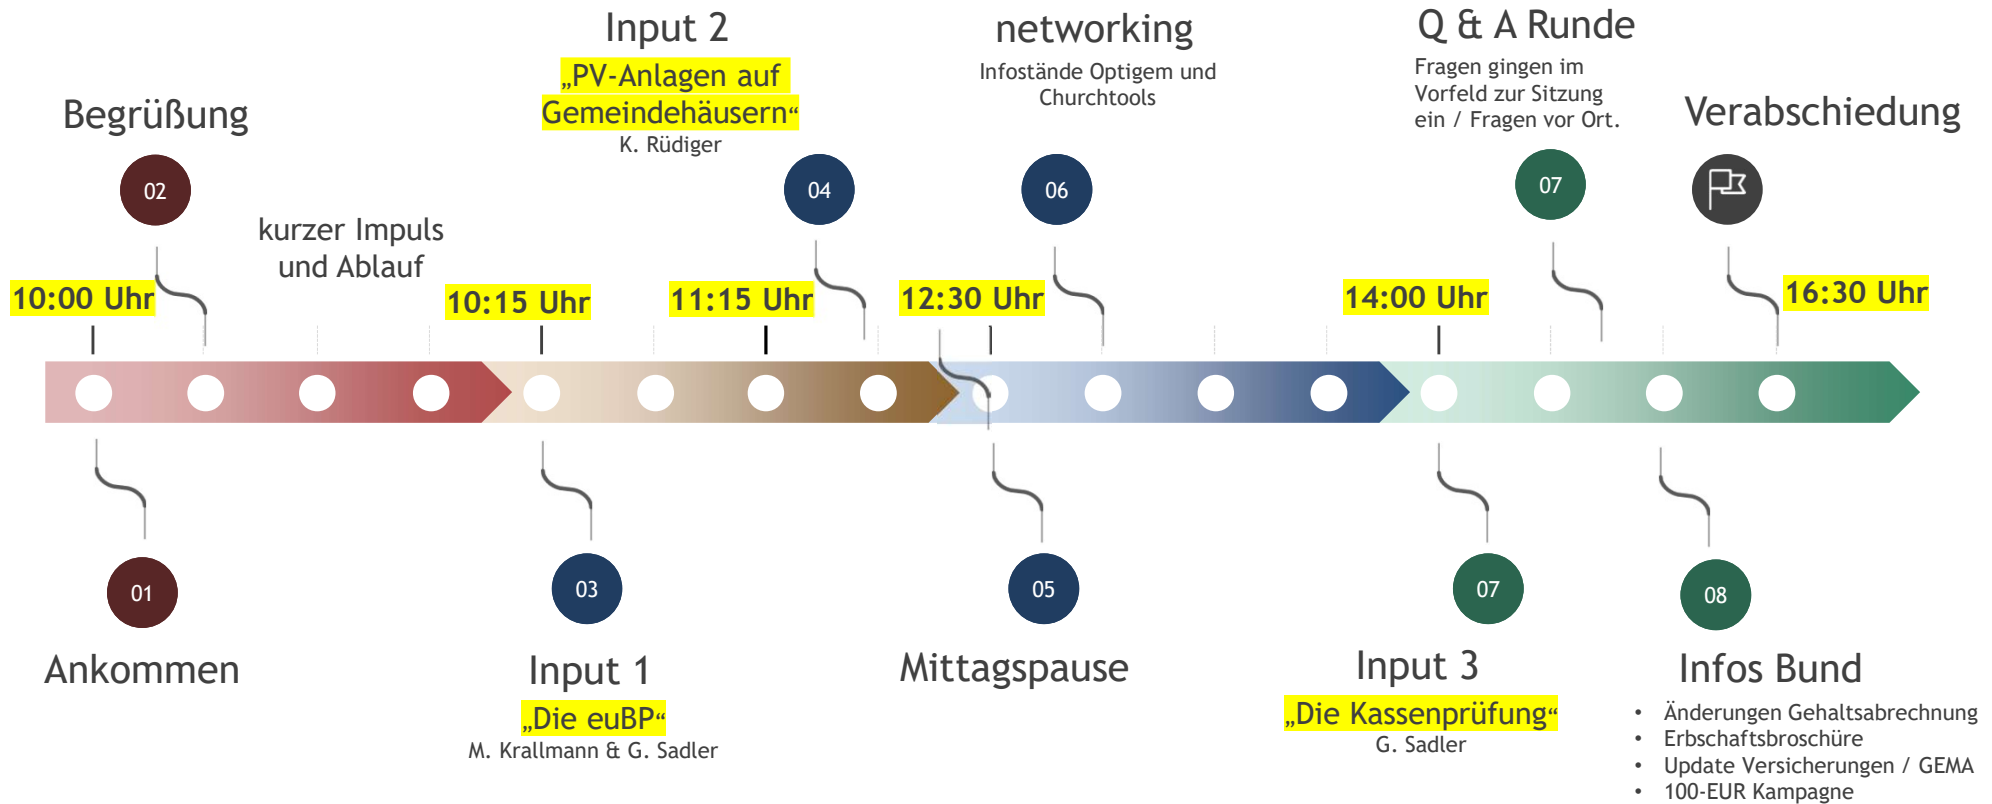 Input 2
„PV-Anlagen auf
Gemeindehäusern“
K. Rüdiger
networking
Infostände Optigem und
Churchtools
Q & A Runde
Fragen gingen im
Vorfeld zur Sitzung
ein / Fragen vor Ort.
Begrüßung
Verabschiedung
02
04
06
07
kurzer Impuls
und Ablauf
10:00 Uhr
10:15 Uhr
11:15 Uhr
12:30 Uhr
14:00 Uhr
16:30 Uhr
01
03
05
07
08
Ankommen
Input 1
„Die euBP“
M. Krallmann & G. Sadler
Mittagspause
Input 3
„Die Kassenprüfung“
G. Sadler
Infos Bund
• Änderungen Gehaltsabrechnung
• Erbschaftsbroschüre
• Update Versicherungen / GEMA
• 100-EUR Kampagne